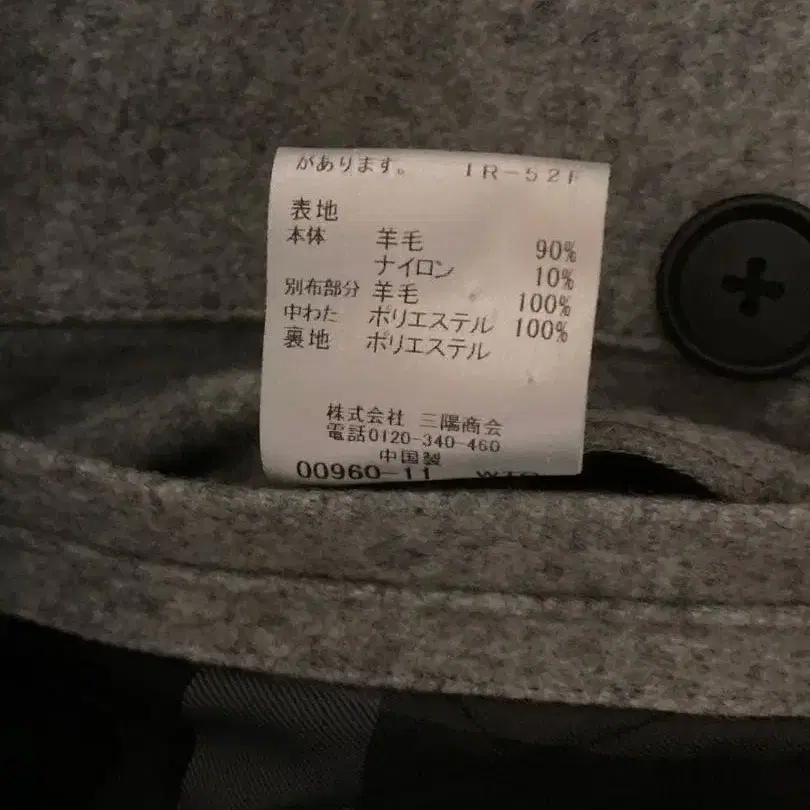 があります。 IR-52F
表地
本体 羊毛 90%
ナイロン 10%
別布部分 羊毛 100%
中わた ポリエステル 100%
裏地 ポリエステル
株式会社 三陽商会
電話0120-340-460
中国製
00960-11